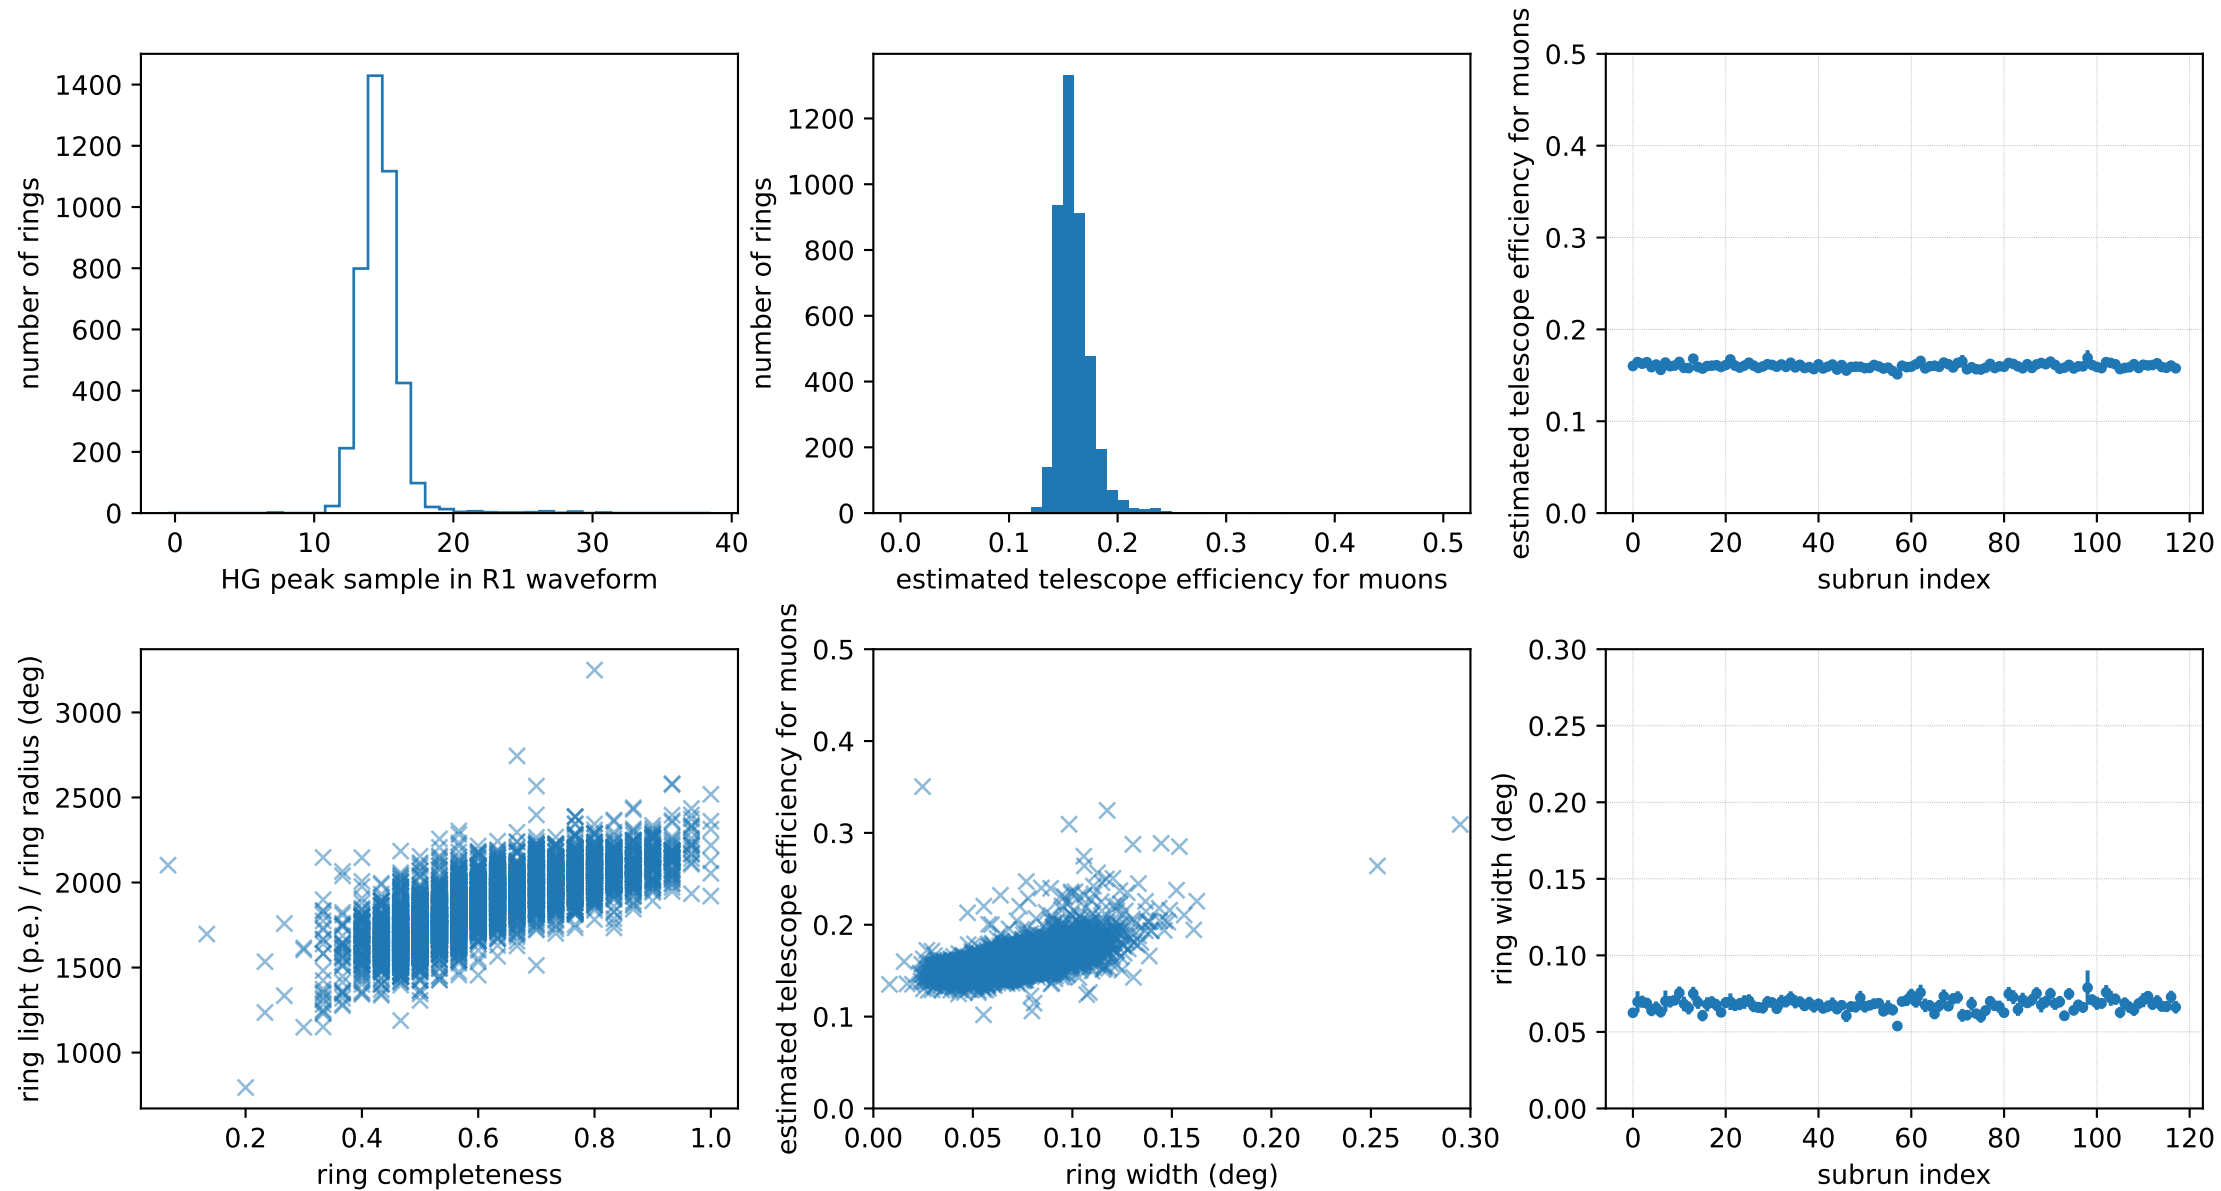 1400
1200
1000
800
600
400
200
0
number of rings
0 10 20 30 40
HG peak sample in R1 waveform
1200
1000
800
600
400
200
0
number of rings
0.0 0.1 0.2 0.3 0.4 0.5
estimated telescope efficiency for muons
0.5
0.4
0.3
0.2
0.1
0.0
estimated telescope efficiency for muons
0 20 40 60 80 100 120
subrun index
3000
2500
2000
1500
1000
ring light (p.e.) / ring radius (deg)
0.2 0.4 0.6 0.8 1.0
ring completeness
0.5
0.4
0.3
0.2
0.1
0.0
estimated telescope efficiency for muons
0.00 0.05 0.10 0.15 0.20 0.25 0.30
ring width (deg)
0.30
0.25
0.20
0.15
0.10
0.05
0.00
ring width (deg)
0 20 40 60 80 100 120
subrun index